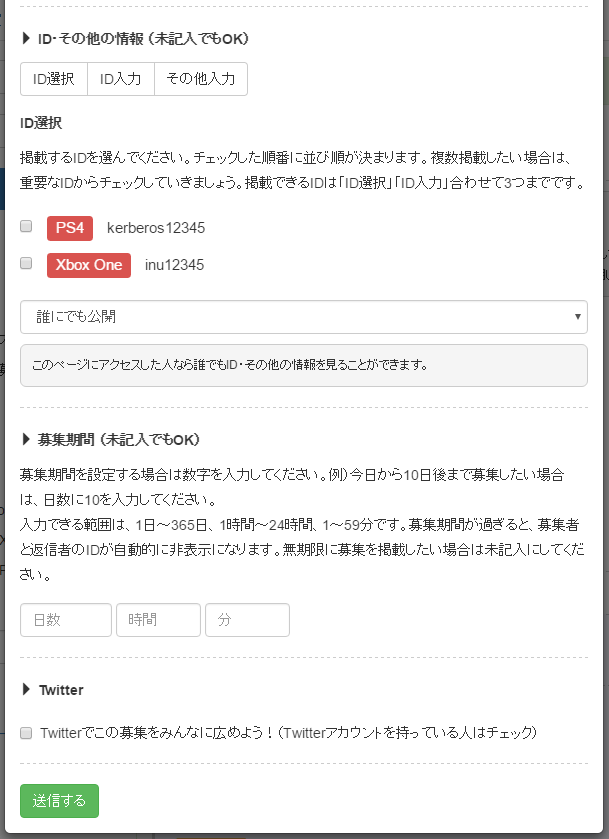 ID・その他の情報 (未記入でもOK)
ID選択 ID入力 その他入力
ID選択
掲載するIDを選んでください。チェックした順番に並び順が決まります。複数掲載したい場合は、
重要なIDからチェックしていきましょう。掲載できるIDは「ID選択」「ID入力」合わせて3つまでです。
PS4 kerberos12345
Xbox One inu12345
誰にでも公開
このページにアクセスした人なら誰でもID・その他の情報を見ることができます。
募集期間 (未記入でもOK)
募集期間を設定する場合は数字を入力してください。例) 今日から10日後まで募集したい場合
は、日数に10を入力してください。
入力できる範囲は、1日～365日、1時間～24時間、1～59分です。募集期間が過ぎると、募集者
と返信者のIDが自動的に非表示になります。無期限に募集を掲載したい場合は未記入にしてくだ
さい。
日数 時間 分
Twitter
Twitterでこの募集をみんなに広めよう！ (Twitterアカウントを持っている人はチェック)
送信する